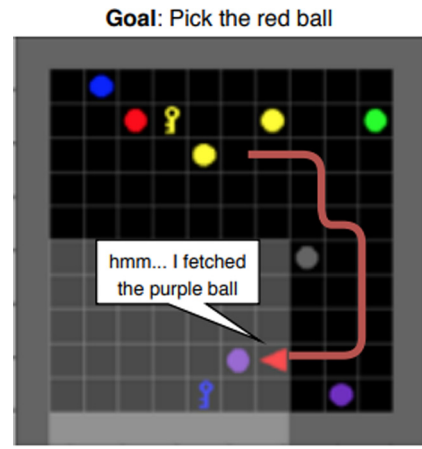 Goal: Pick the red ball
hmm... I fetched
the purple ball